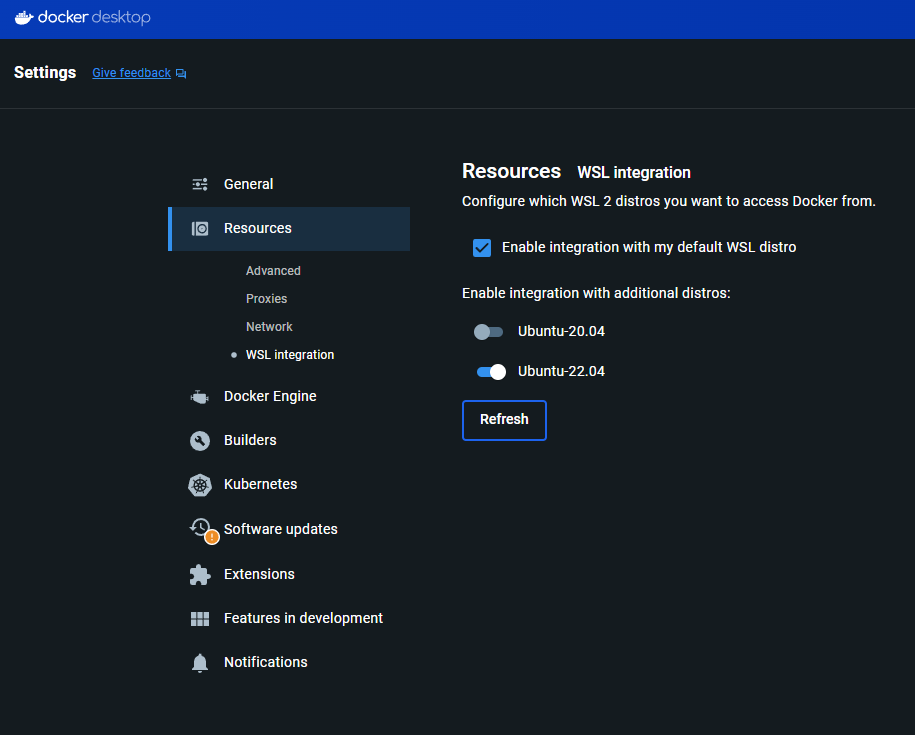 docker desktop
Settings Give feedback
General
Resources
Advanced
Proxies
Network
WSL integration
Docker Engine
Builders
Kubernetes
Software updates
Extensions
Features in development
Notifications
Resources WSL integration
Configure which WSL 2 distros you want to access Docker from.
Enable integration with my default WSL distro
Enable integration with additional distros:
Ubuntu-20.04
Ubuntu-22.04
Refresh